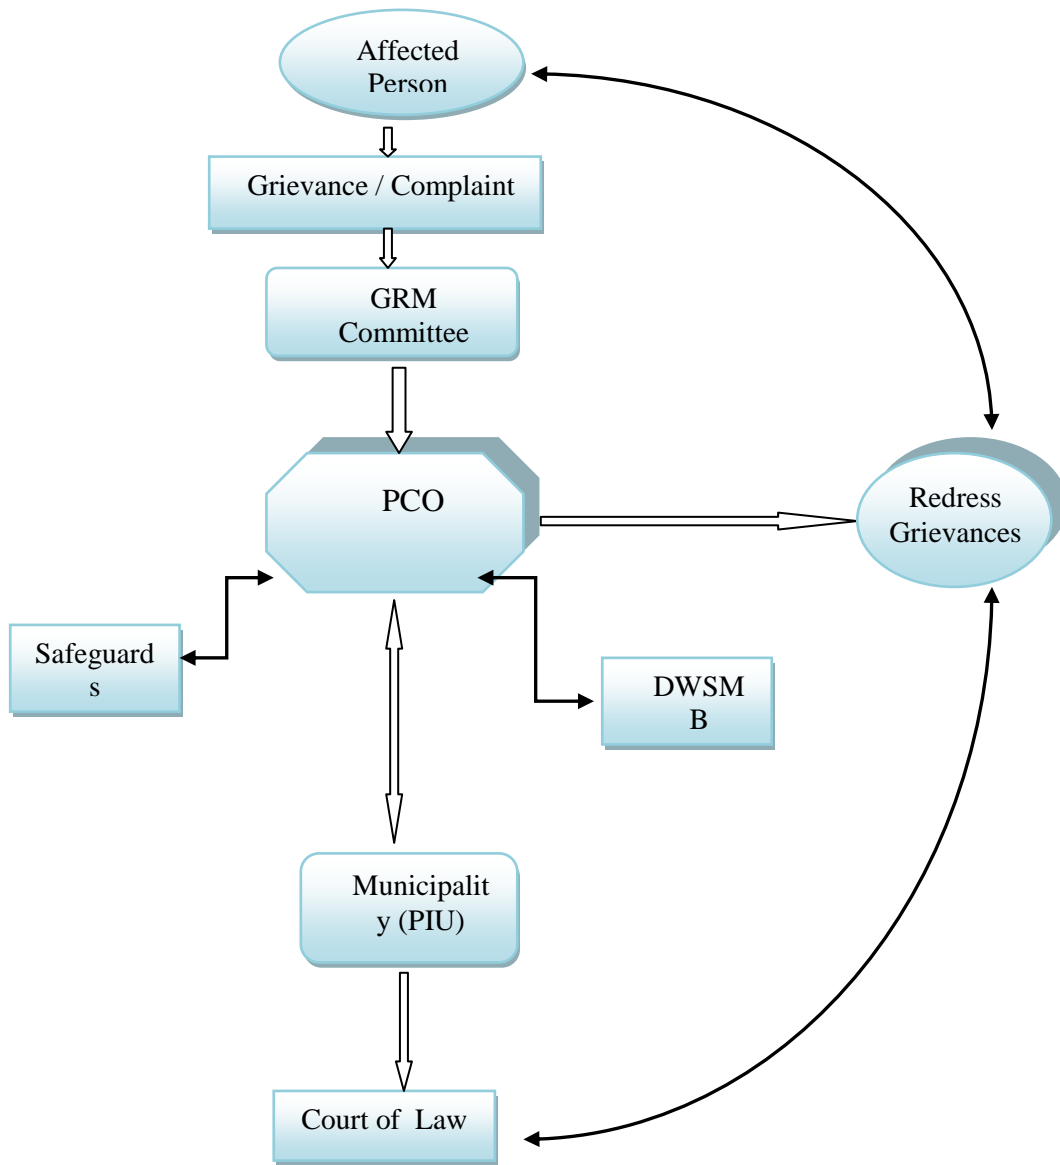 Affected
Person
Grievance / Complaint
GRM
Committee
PCO
Redress
Grievances
Safeguard
s
DWSM
B
Municipalit
y (PIU)
Court of Law